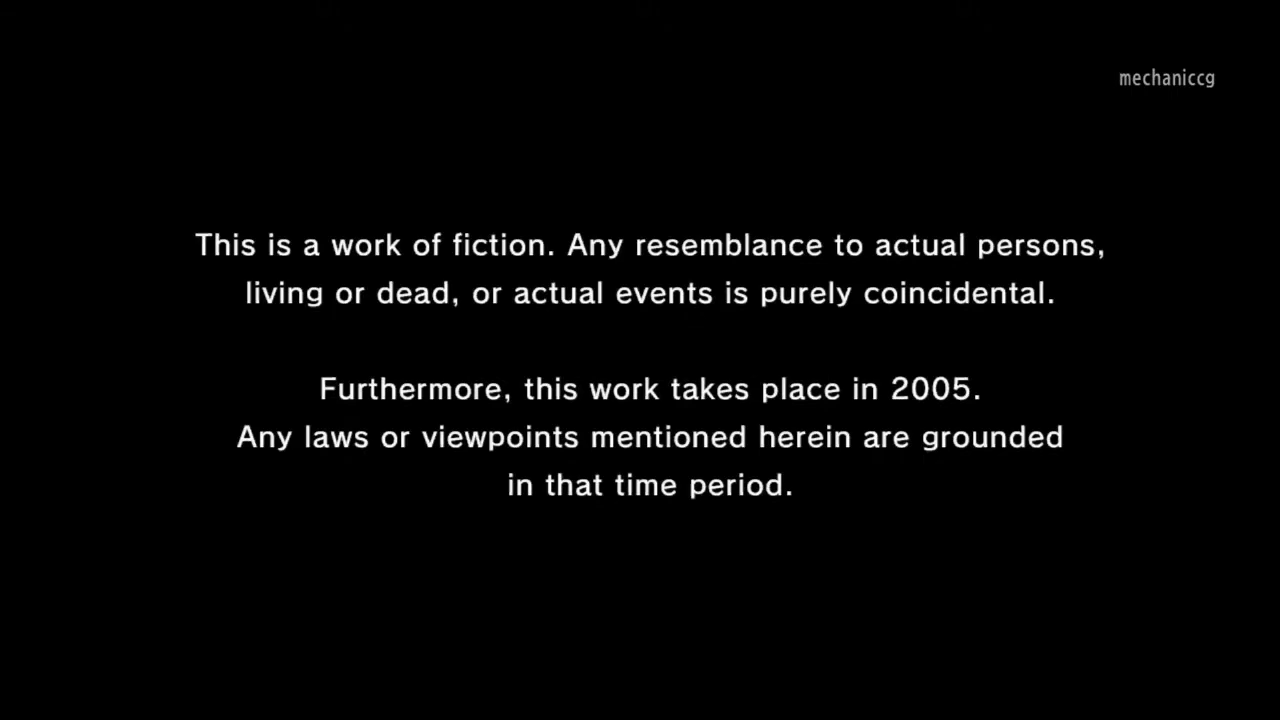 mechaniccg
This is a work of fiction. Any resemblance to actual persons,
living or dead, or actual events is purely coincidental.
Furthermore, this work takes place in 2005.
Any laws or viewpoints mentioned herein are grounded
in that time period.